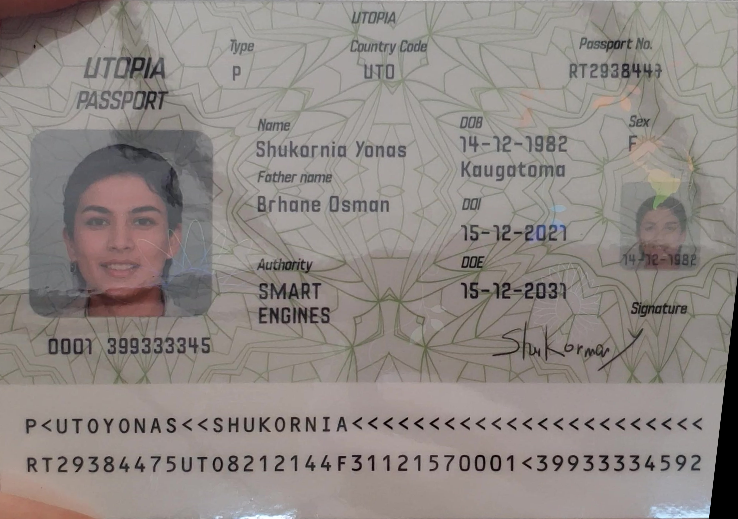 UTOPIA
UTOPIA
PASSPORT
Type
P
Country Code
UTO
Passport No.
RT2938447
Name
Shukornia Yonas
Father name
Brhane Osman
Authority
SMART
ENGINES
DOB
14-12-1982
Kaugatoma
DOI
15-12-2021
DOE
15-12-2031
Sex
F
14-12-1982
Signature
Shukornary
0001 399333345
P<UTOYONAS<<SHUKORNIA<<<<<<<<<<<<<<<<<<<<<<<
RT29384475UTO8212144F31121570001<39933334592